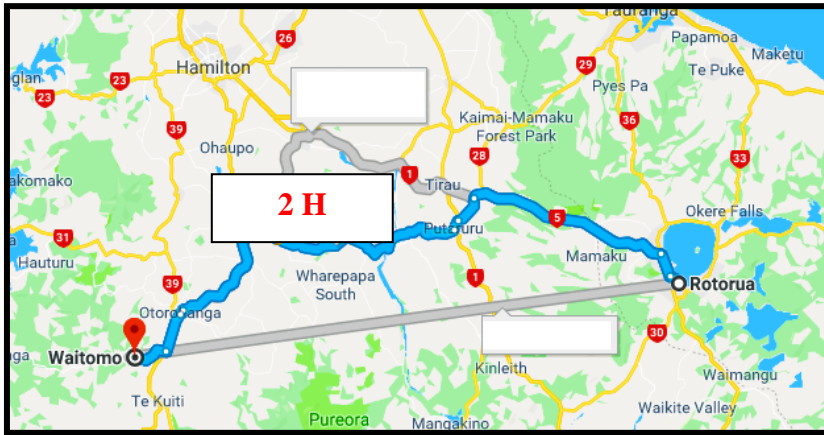 Tauranga
26
Papamoa
Maketu
Hamilton
Te Puke
23
29
Pyes Pa
23
39
Kaimai-Mamaku
Forest Park
36
Ohaupo
33
28
1
Tirau
2 H
Okere Falls
5
31
Putaruru
Hauturu
Mamaku
Wharepapa
South
1
39
Rotorua
Otorohanga
30
Waitomo
Kinleith
Waimangu
Te Kuiti
Pureora
Mangakino
Waikite Valley